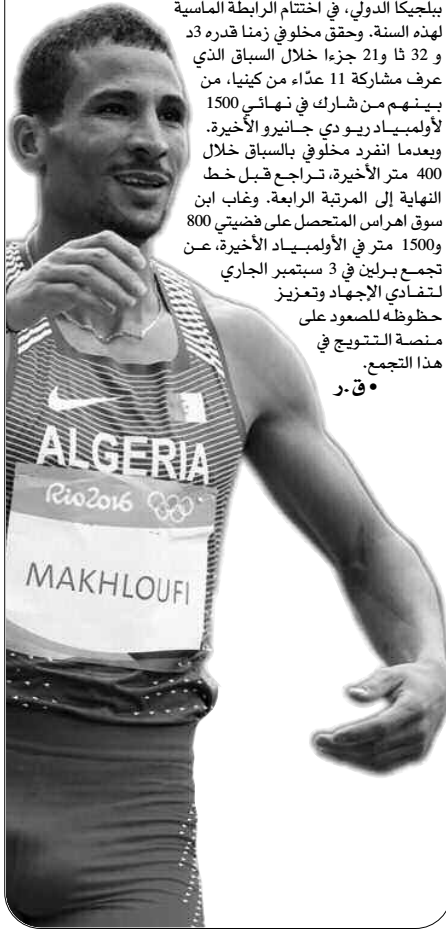 ببلجيكا الدولي، في اختتام الرابطة الماسية
لهذه السنة. وحقق مخلوفي زمنا قدره 3د
و 32 ثا و21 جزءا خلال السباق الذي
عرف مشاركة 11 عدّاء من كينيا، من
بينهم من شارك في نهائي 1500
لأولمبياد ريو دي جانيرو الأخيرة.
وبعدما انفرد مخلوفي بالسباق خلال
400 متر الأخيرة، تراجع قبل خط
النهاية إلى المرتبة الرابعة. وغاب ابن
سوق اهراس المتحصل على فضيتي 800
و1500 متر في الأولمبياد الأخيرة، عن
تجمع برلين في 3 سبتمبر الجاري
لتفادي الإجهاد وتعزيز
حظوظه للصعود على
منصة التتويج في
هذا التجمع.
• ق.ر
ALGERIA
Rio2016
MAKHLOUFI